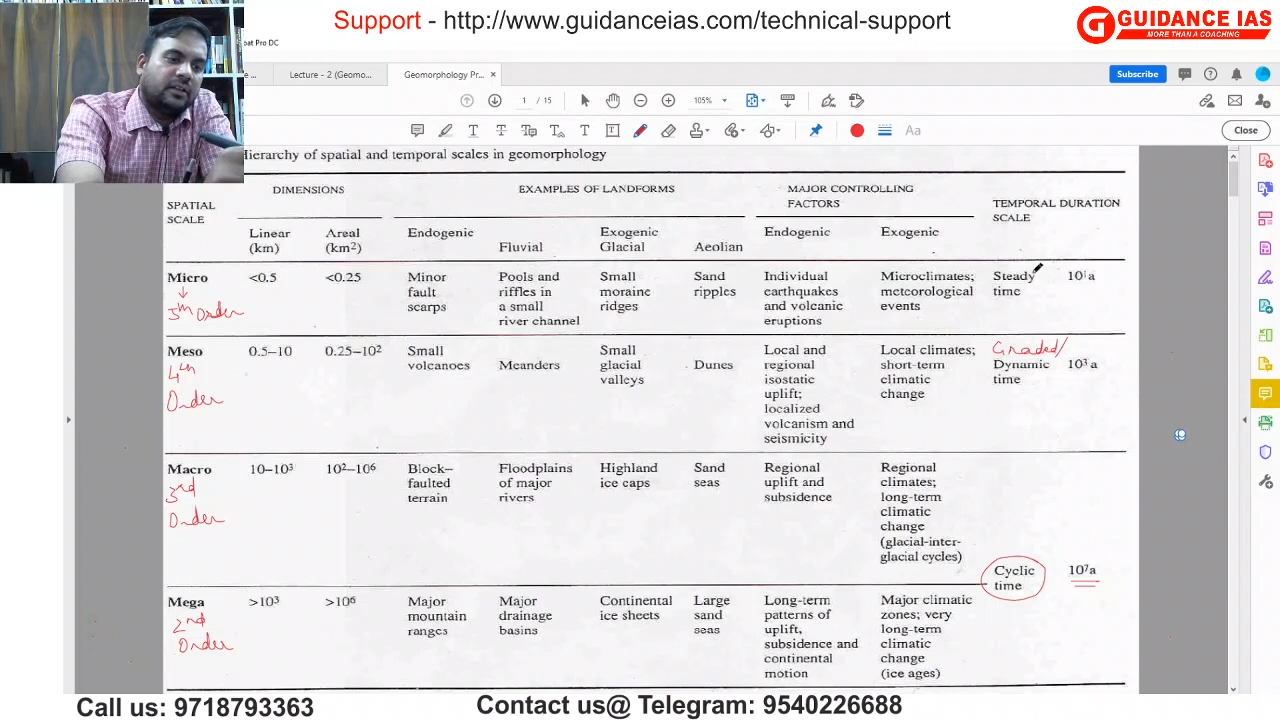 Support - http://www.guidanceias.com/technical-support
GUIDANCE IAS
MORE THAN A COACHING
bat Pro DC
Lecture - 2 (Geomo...
Geomorphology Pr... ×
Subscribe
1 / 15
105%
Close
Hierarchy of spatial and temporal scales in geomorphology
SPATIAL SCALE
DIMENSIONS
EXAMPLES OF LANDFORMS
MAJOR CONTROLLING FACTORS
TEMPORAL DURATION SCALE
Linear (km)
Areal (km²)
Endogenic
Exogenic
Fluvial
Glacial
Aeolian
Endogenic
Exogenic
Micro
5th Order
<0.5
<0.25
Minor fault scarps
Pools and riffles in a small river channel
Small moraine ridges
Sand ripples
Individual earthquakes and volcanic eruptions
Microclimates; meteorological events
Steady time
10¹a
Meso
4th Order
0.5–10
0.25–10²
Small volcanoes
Meanders
Small glacial valleys
Dunes
Local and regional isostatic uplift; localized volcanism and seismicity
Local climates; short-term climatic change
Graded/
Dynamic time
10³a
Macro
3rd Order
10–10³
10²–10⁶
Block–faulted terrain
Floodplains of major rivers
Highland ice caps
Sand seas
Regional uplift and subsidence
Regional climates; long-term climatic change (glacial-inter-glacial cycles)
Cyclic time
10⁷a
Mega
2nd Order
>10³
>10⁶
Major mountain ranges
Major drainage basins
Continental ice sheets
Large sand seas
Long-term patterns of uplift, subsidence and continental motion
Major climatic zones; very long-term climatic change (ice ages)
Call us: 9718793363
Contact us@ Telegram: 9540226688